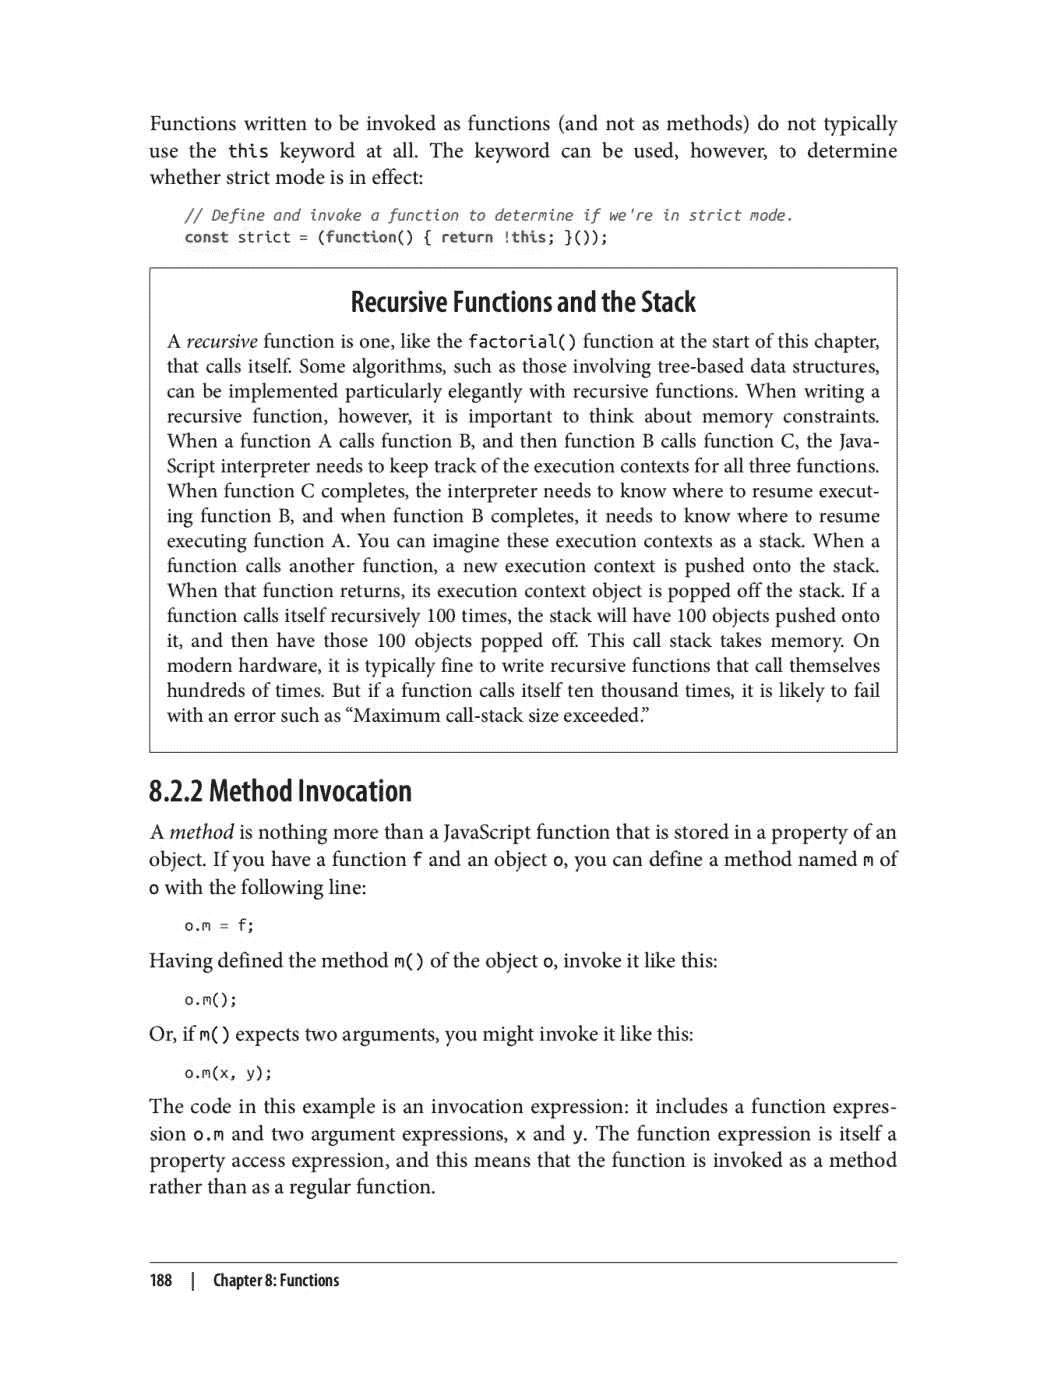 Functions written to be invoked as functions (and not as methods) do not typically
use the this keyword at all. The keyword can be used, however, to determine
whether strict mode is in effect:
// Define and invoke a function to determine if we're in strict mode.
const strict = (function() { return !this; }());
Recursive Functions and the Stack
A recursive function is one, like the factorial() function at the start of this chapter,
that calls itself. Some algorithms, such as those involving tree-based data structures,
can be implemented particularly elegantly with recursive functions. When writing a
recursive function, however, it is important to think about memory constraints.
When a function A calls function B, and then function B calls function C, the Java-
Script interpreter needs to keep track of the execution contexts for all three functions.
When function C completes, the interpreter needs to know where to resume execut-
ing function B, and when function B completes, it needs to know where to resume
executing function A. You can imagine these execution contexts as a stack. When a
function calls another function, a new execution context is pushed onto the stack.
When that function returns, its execution context object is popped off the stack. If a
function calls itself recursively 100 times, the stack will have 100 objects pushed onto
it, and then have those 100 objects popped off. This call stack takes memory. On
modern hardware, it is typically fine to write recursive functions that call themselves
hundreds of times. But if a function calls itself ten thousand times, it is likely to fail
with an error such as “Maximum call-stack size exceeded.”
8.2.2 Method Invocation
A method is nothing more than a JavaScript function that is stored in a property of an
object. If you have a function f and an object o, you can define a method named m of
o with the following line:
o.m = f;
Having defined the method m() of the object o, invoke it like this:
o.m();
Or, if m() expects two arguments, you might invoke it like this:
o.m(x, y);
The code in this example is an invocation expression: it includes a function expres-
sion o.m and two argument expressions, x and y. The function expression is itself a
property access expression, and this means that the function is invoked as a method
rather than as a regular function.
188 | Chapter 8: Functions